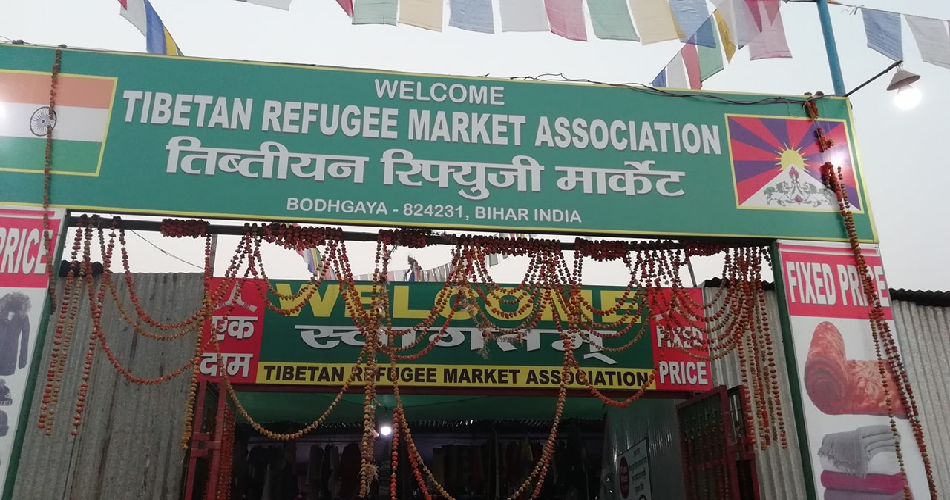 WELCOME
TIBETAN REFUGEE MARKET ASSOCIATION
तिब्तीयन रिफ्युजी मार्केट
BODHGAYA - 824231, BIHAR INDIA
PRICE
FIXED PRICE
WELCOME
एक
दाम
स्वागतम्
FIXED
PRICE
TIBETAN REFUGEE MARKET ASSOCIATION